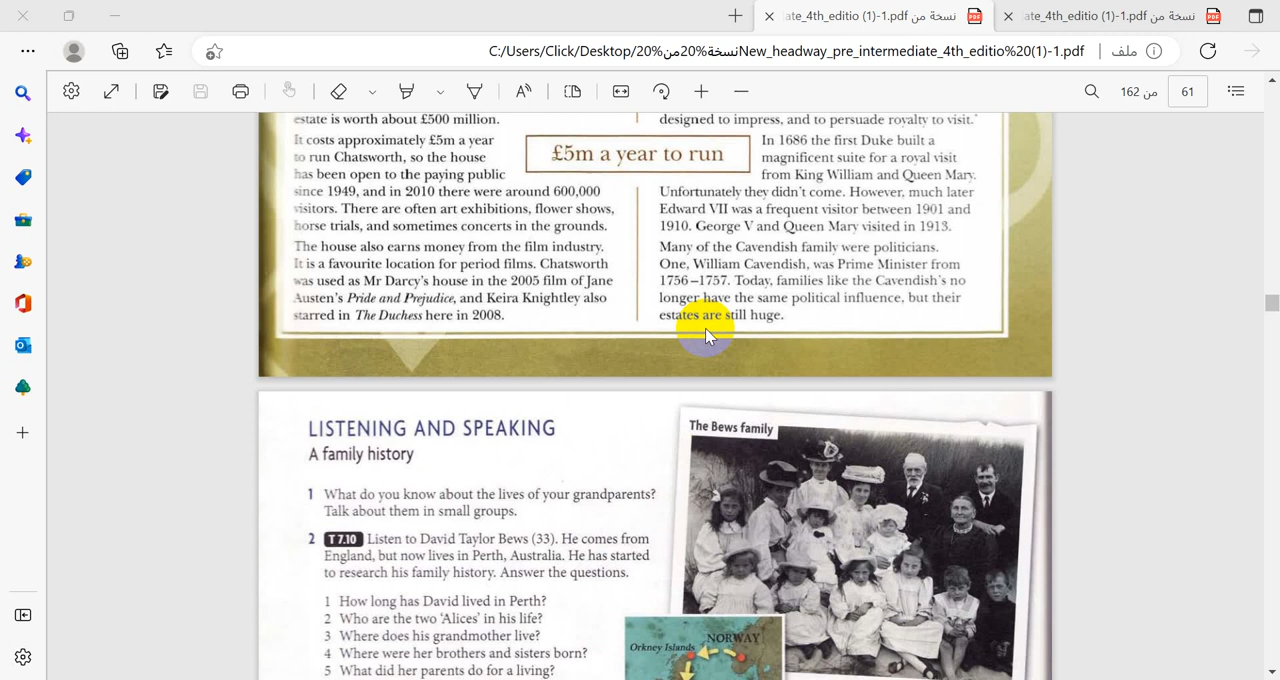 نسخة من ate_4th_editio (1)-1.pdf
نسخة من ate_4th_editio (1)-1.pdf
C:/Users/Click/Desktop/20%نسخة%20من%20New_headway_pre_intermediate_4th_editio%20(1)-1.pdf
ملف
61
من 162
estate is worth about £500 million.
It costs approximately £5m a year
to run Chatsworth, so the house
has been open to the paying public
since 1949, and in 2010 there were around 600,000
visitors. There are often art exhibitions, flower shows,
horse trials, and sometimes concerts in the grounds.
The house also earns money from the film industry.
It is a favourite location for period films. Chatsworth
was used as Mr Darcy's house in the 2005 film of Jane
Austen's Pride and Prejudice, and Keira Knightley also
starred in The Duchess here in 2008.
£5m a year to run
designed to impress, and to persuade royalty to visit.'
In 1686 the first Duke built a
magnificent suite for a royal visit
from King William and Queen Mary.
Unfortunately they didn't come. However, much later
Edward VII was a frequent visitor between 1901 and
1910. George V and Queen Mary visited in 1913.
Many of the Cavendish family were politicians.
One, William Cavendish, was Prime Minister from
1756–1757. Today, families like the Cavendish's no
longer have the same political influence, but their
estates are still huge.
LISTENING AND SPEAKING
A family history
1 What do you know about the lives of your grandparents?
Talk about them in small groups.
2 T 7.10 Listen to David Taylor Bews (33). He comes from
England, but now lives in Perth, Australia. He has started
to research his family history. Answer the questions.
1 How long has David lived in Perth?
2 Who are the two 'Alices' in his life?
3 Where does his grandmother live?
4 Where were her brothers and sisters born?
5 What did her parents do for a living?
The Bews family
NORWAY
Orkney Islands